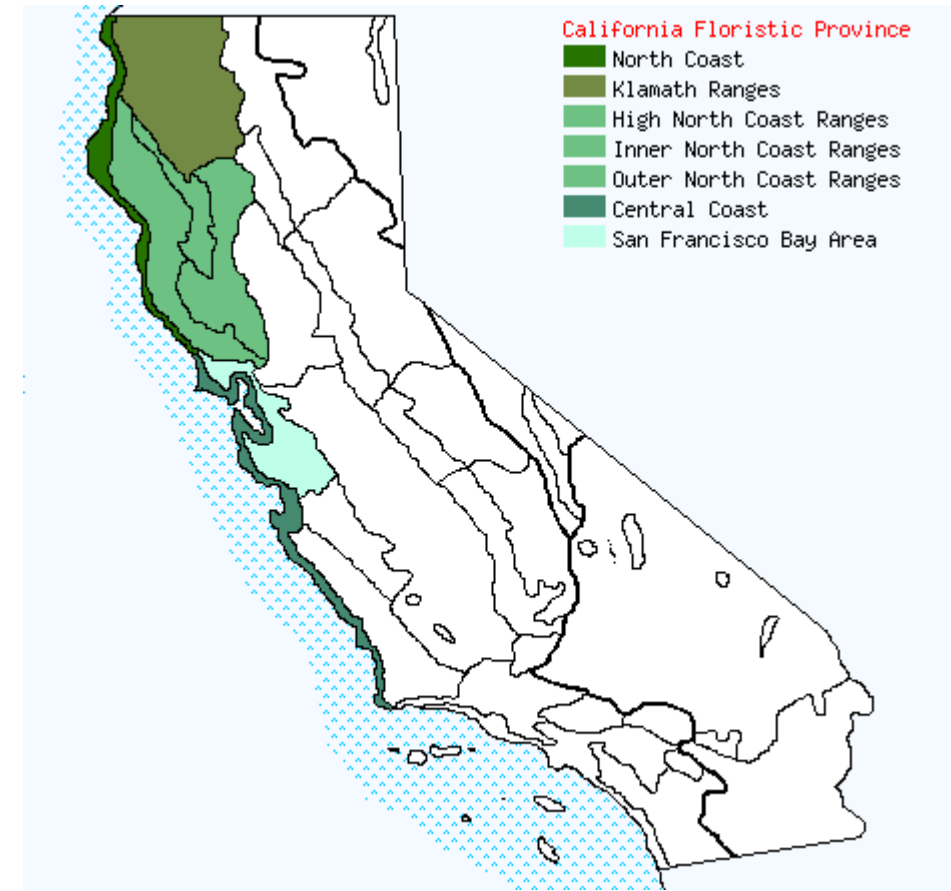 California Floristic Province
North Coast
Klamath Ranges
High North Coast Ranges
Inner North Coast Ranges
Outer North Coast Ranges
Central Coast
San Francisco Bay Area